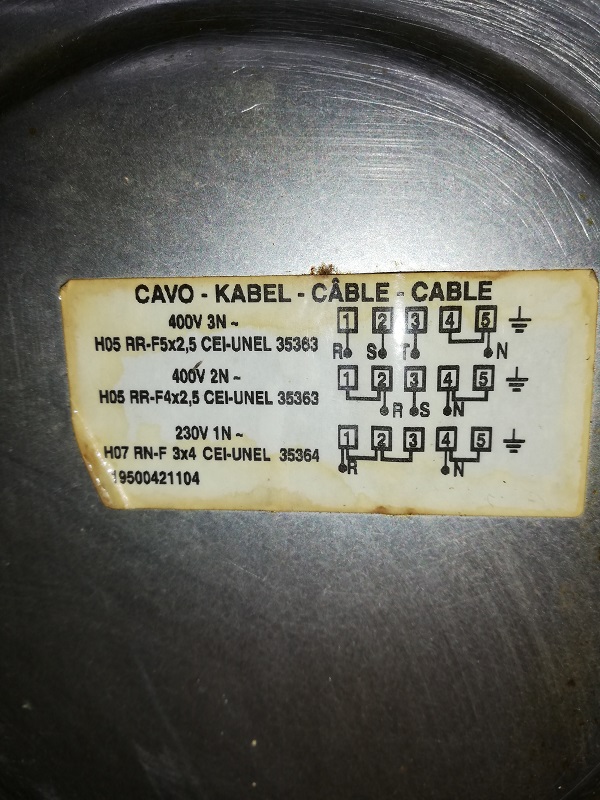 CAVO - KABEL - CÂBLE - CABLE
400V 3N ~
H05 RR-F5x2,5 CEI-UNEL 35363
1 2 3 4 5
R S T N
400V 2N ~
H05 RR-F4x2,5 CEI-UNEL 35363
1 2 3 4 5
R S N
230V 1N ~
H07 RN-F 3x4 CEI-UNEL 35364
1 2 3 4 5
R N
19500421104